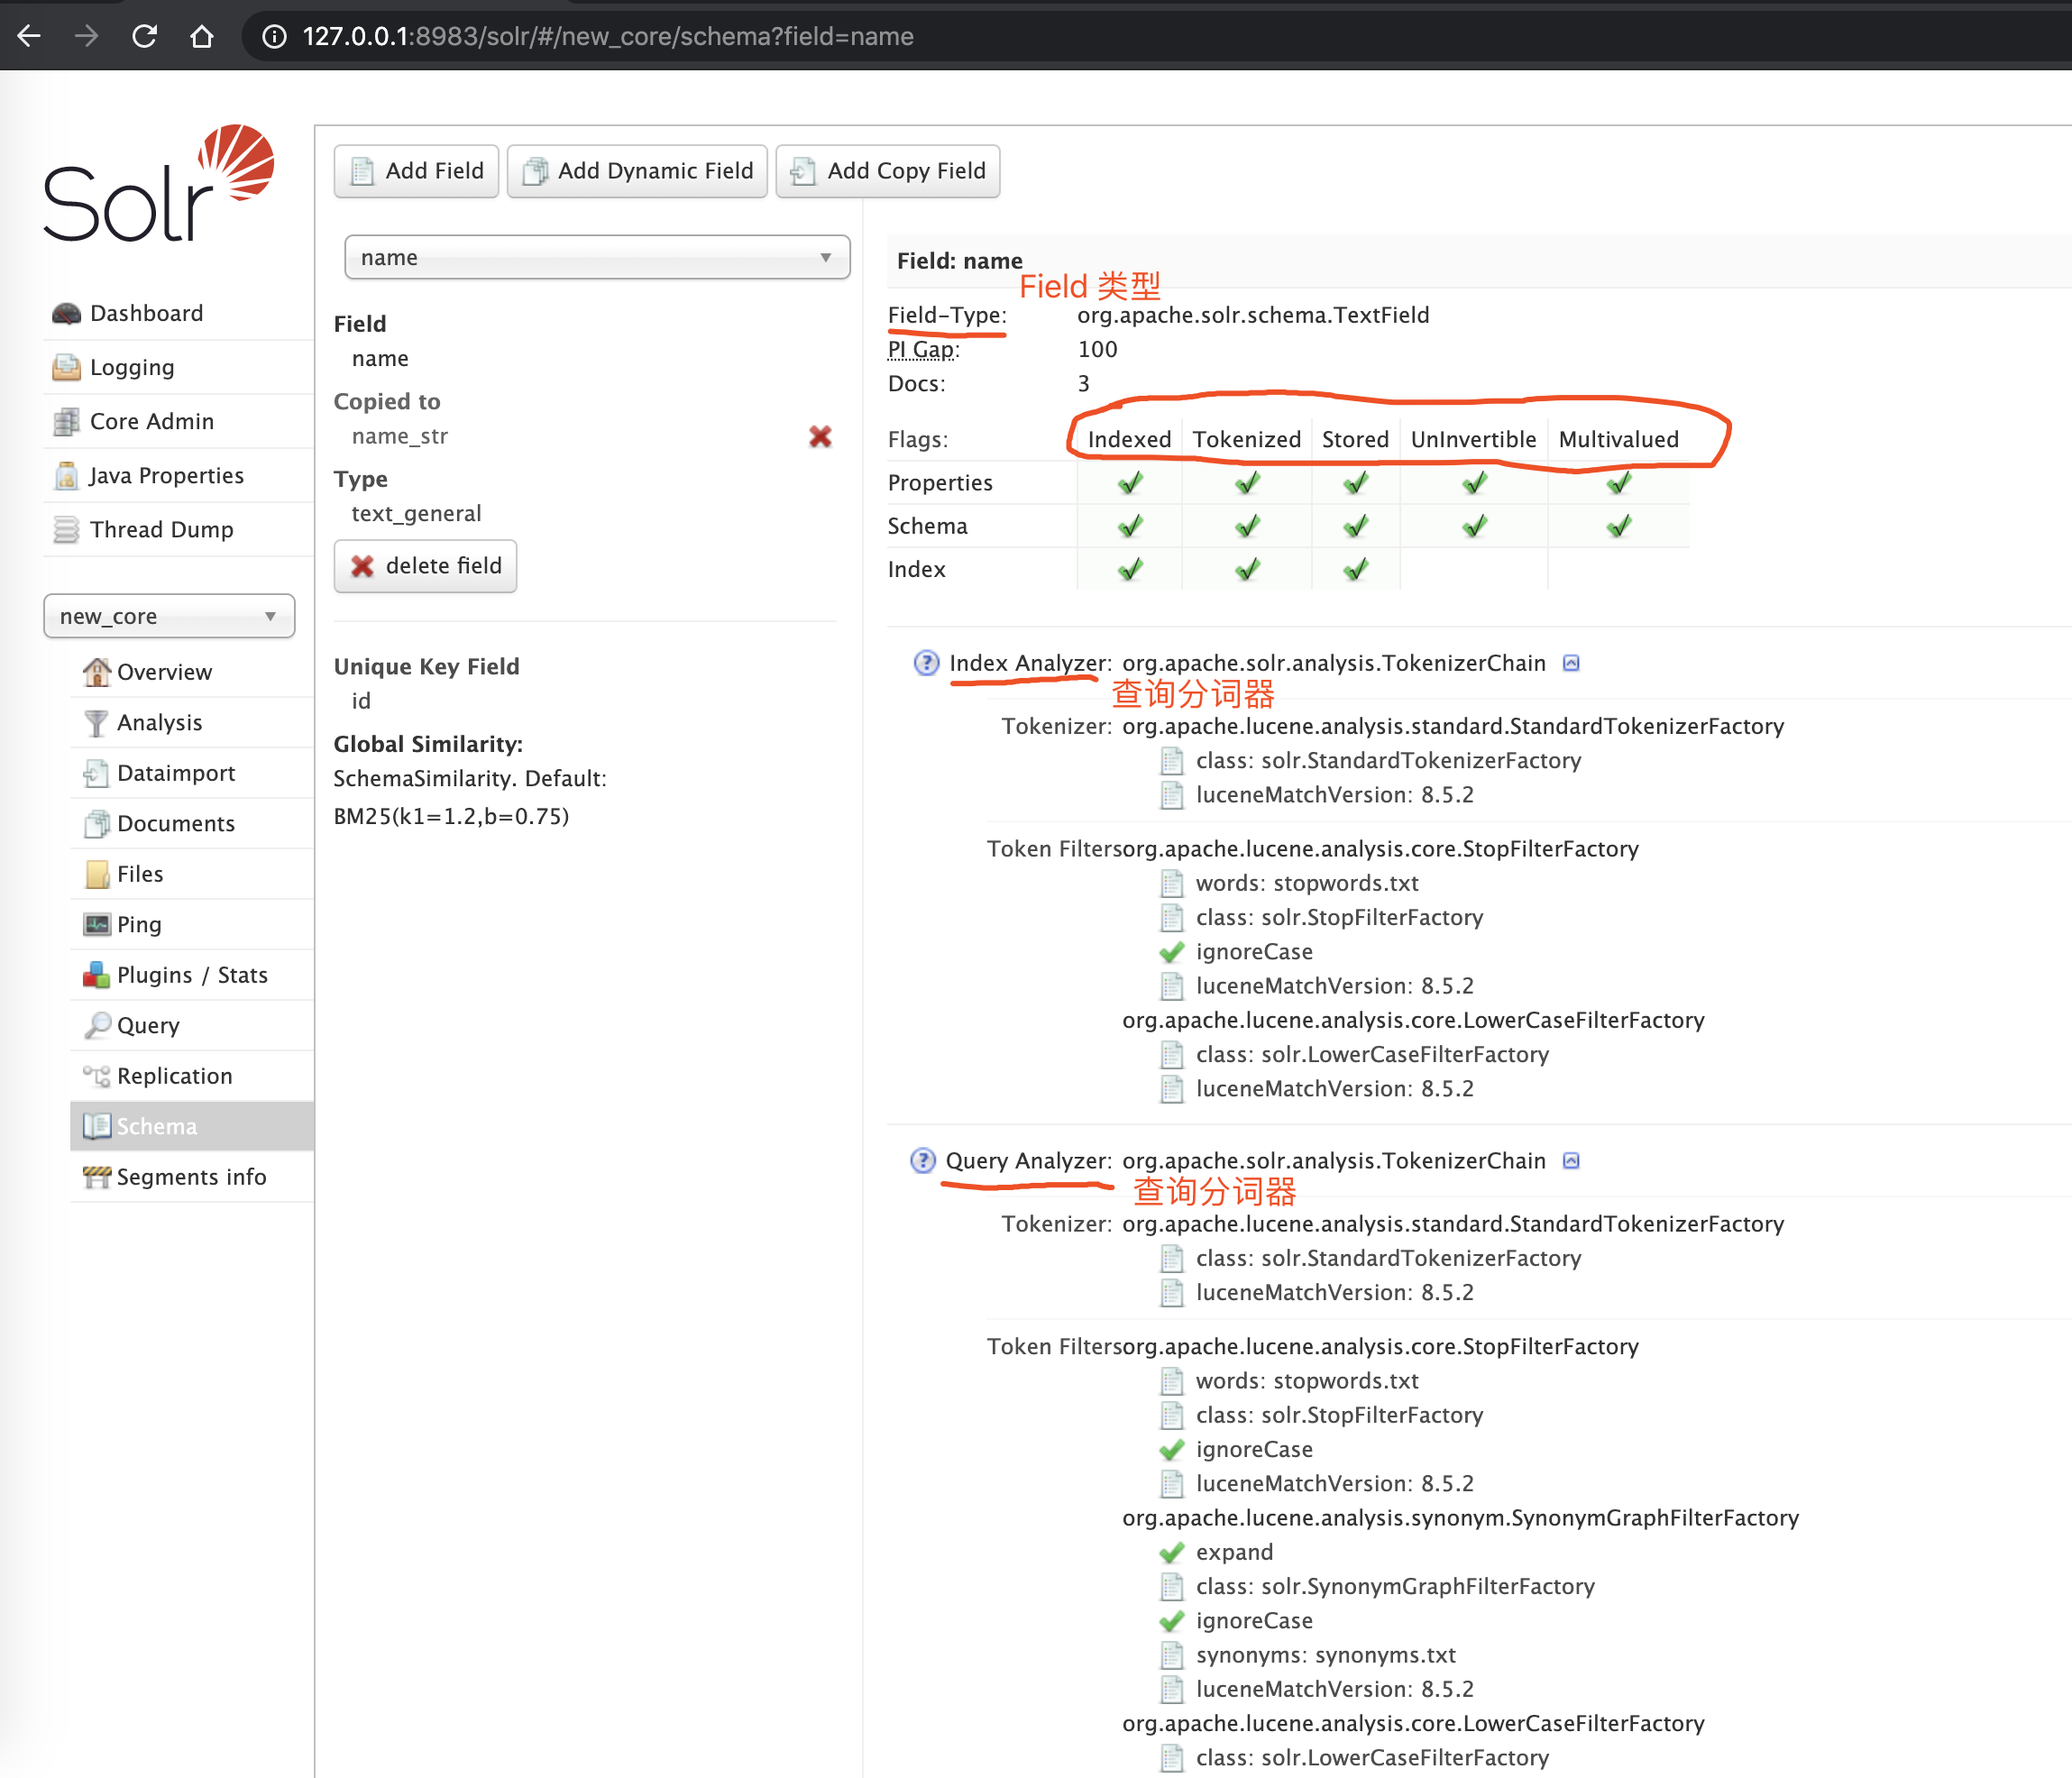 127.0.0.1:8983/solr/#/new_core/schema?field=name
Solr
Dashboard
Logging
Core Admin
Java Properties
Thread Dump
new_core
Overview
Analysis
Dataimport
Documents
Files
Ping
Plugins / Stats
Query
Replication
Schema
Segments info
Add Field
Add Dynamic Field
Add Copy Field
name
Field
name
Copied to
name_str
Type
text_general
delete field
Unique Key Field
id
Global Similarity:
SchemaSimilarity. Default:
BM25(k1=1.2,b=0.75)
Field: name
Field 类型
Field-Type: org.apache.solr.schema.TextField
PI Gap: 100
Docs: 3
Flags: Indexed Tokenized Stored UnInvertible Multivalued
Properties
Schema
Index
Index Analyzer: org.apache.solr.analysis.TokenizerChain
查询分词器
Tokenizer: org.apache.lucene.analysis.standard.StandardTokenizerFactory
class: solr.StandardTokenizerFactory
luceneMatchVersion: 8.5.2
Token Filters org.apache.lucene.analysis.core.StopFilterFactory
words: stopwords.txt
class: solr.StopFilterFactory
ignoreCase
luceneMatchVersion: 8.5.2
org.apache.lucene.analysis.core.LowerCaseFilterFactory
class: solr.LowerCaseFilterFactory
luceneMatchVersion: 8.5.2
Query Analyzer: org.apache.solr.analysis.TokenizerChain
查询分词器
Tokenizer: org.apache.lucene.analysis.standard.StandardTokenizerFactory
class: solr.StandardTokenizerFactory
luceneMatchVersion: 8.5.2
Token Filters org.apache.lucene.analysis.core.StopFilterFactory
words: stopwords.txt
class: solr.StopFilterFactory
ignoreCase
luceneMatchVersion: 8.5.2
org.apache.lucene.analysis.synonym.SynonymGraphFilterFactory
expand
class: solr.SynonymGraphFilterFactory
ignoreCase
synonyms: synonyms.txt
luceneMatchVersion: 8.5.2
org.apache.lucene.analysis.core.LowerCaseFilterFactory
class: solr.LowerCaseFilterFactory